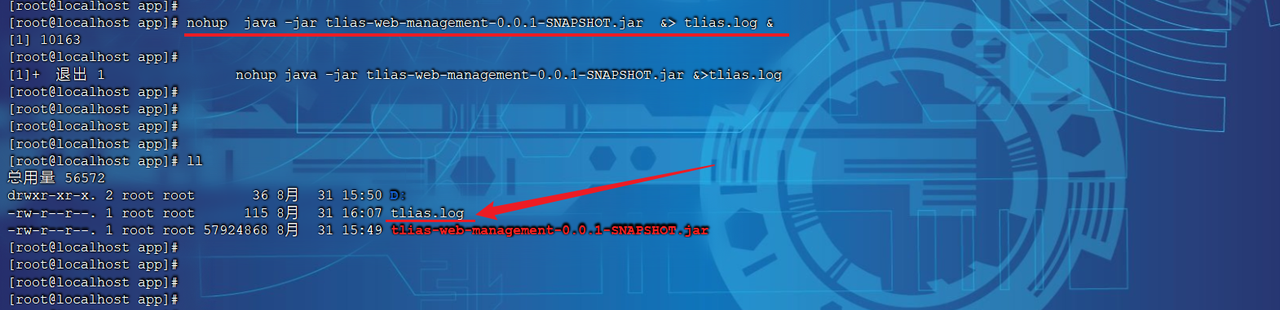 [root@localhost app]#
[root@localhost app]# nohup  java -jar tlias-web-management-0.0.1-SNAPSHOT.jar  &> tlias.log &
[1] 10163
[root@localhost app]#
[1]+  退出 1                nohup java -jar tlias-web-management-0.0.1-SNAPSHOT.jar &>tlias.log
[root@localhost app]#
[root@localhost app]#
[root@localhost app]#
[root@localhost app]#
[root@localhost app]# ll
总用量 56572
drwxr-xr-x. 2 root root       36 8月  31 15:50 D:
-rw-r--r--. 1 root root      115 8月  31 16:07 tlias.log
-rw-r--r--. 1 root root 57924868 8月  31 15:49 tlias-web-management-0.0.1-SNAPSHOT.jar
[root@localhost app]#
[root@localhost app]#
[root@localhost app]#
[root@localhost app]#